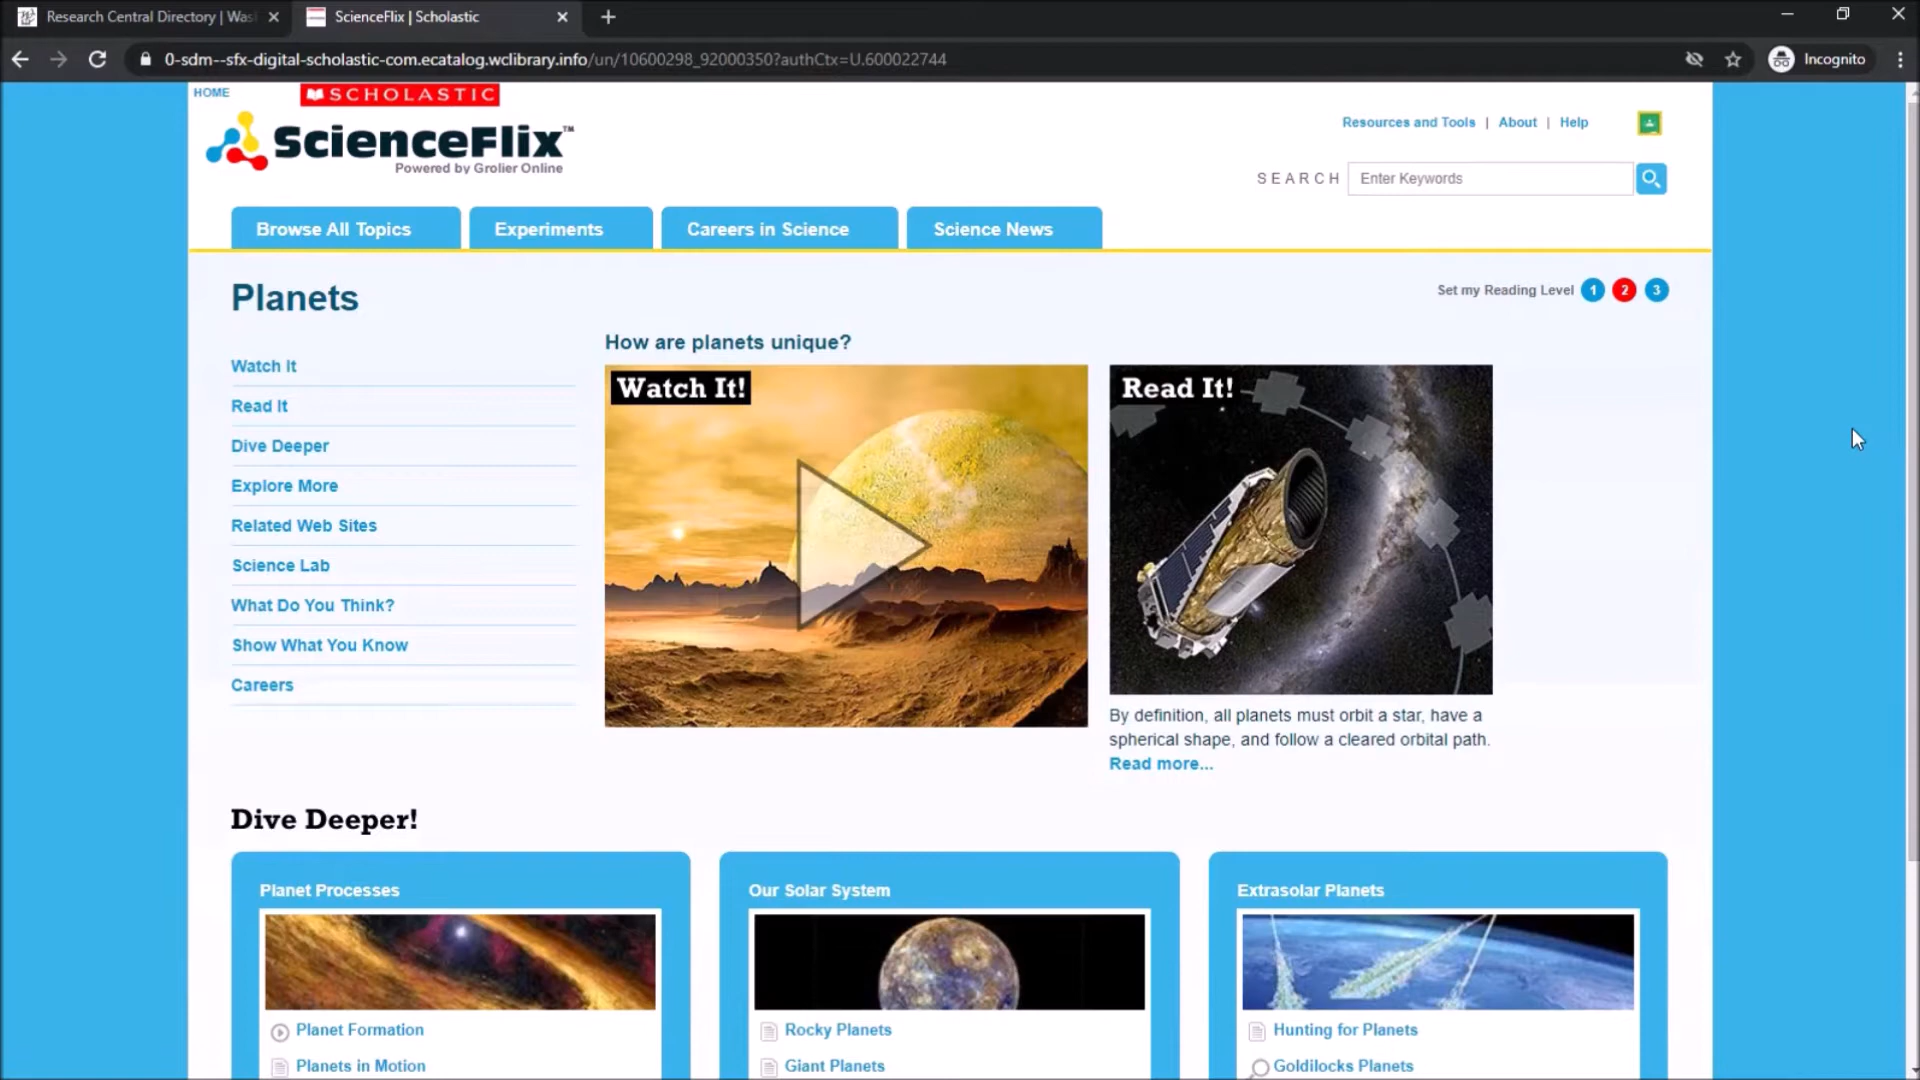 Research Central Directory | Was
ScienceFlix | Scholastic
0-sdm--sfx-digital-scholastic-com.ecatalog.wclibrary.info/un/10600298_92000350?authCtx=U.600022744
Incognito
HOME
SCHOLASTIC
ScienceFlix™
Powered by Grolier Online
Resources and Tools | About | Help
SEARCH
Enter Keywords
Browse All Topics
Experiments
Careers in Science
Science News
Planets
Set my Reading Level 1 2 3
Watch It
Read It
Dive Deeper
Explore More
Related Web Sites
Science Lab
What Do You Think?
Show What You Know
Careers
How are planets unique?
Watch It!
Read It!
By definition, all planets must orbit a star, have a
spherical shape, and follow a cleared orbital path.
Read more...
Dive Deeper!
Planet Processes
Planet Formation
Planets in Motion
Our Solar System
Rocky Planets
Giant Planets
Extrasolar Planets
Hunting for Planets
Goldilocks Planets